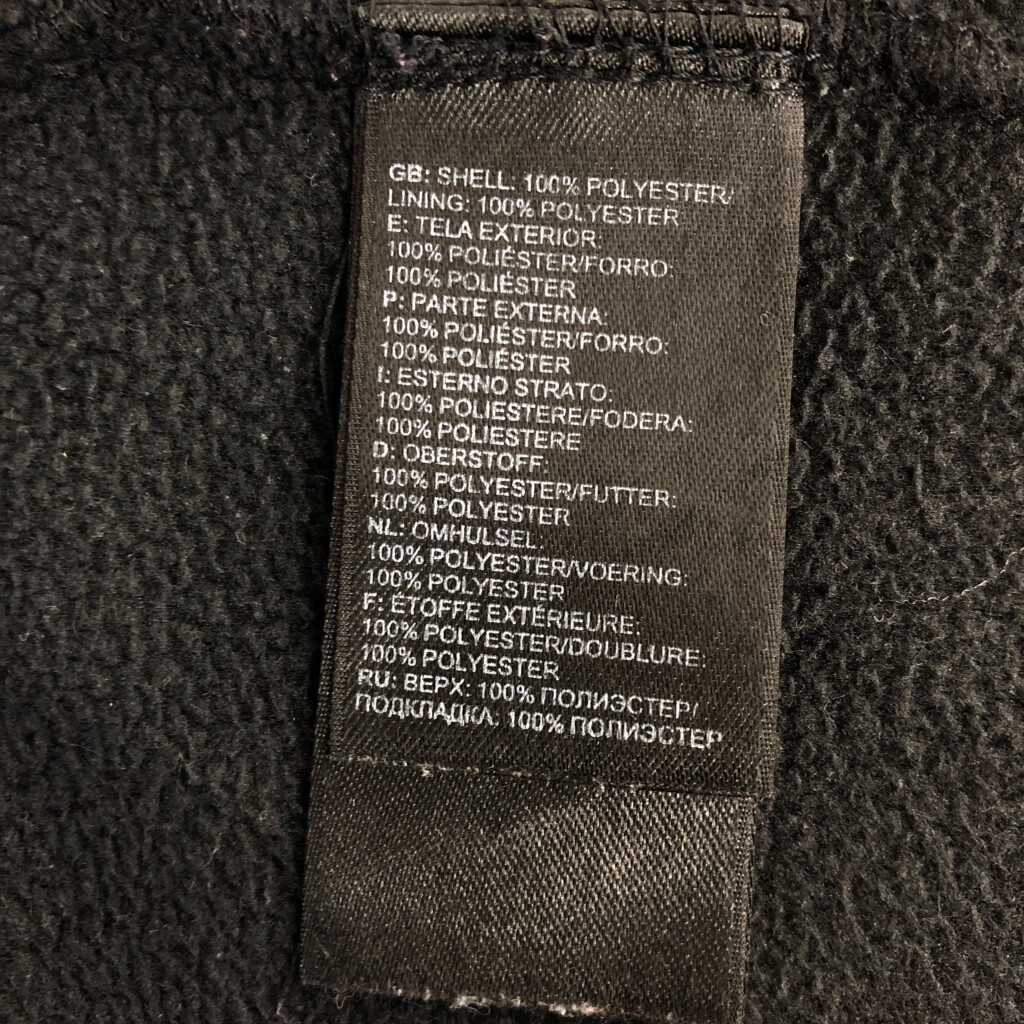 GB: SHELL: 100% POLYESTER/
LINING: 100% POLYESTER
E: TELA EXTERIOR:
100% POLIÉSTER/FORRO:
100% POLIÉSTER
P: PARTE EXTERNA:
100% POLIÉSTER/FORRO:
100% POLIÉSTER
I: ESTERNO STRATO:
100% POLIESTERE/FODERA:
100% POLIESTERE
D: OBERSTOFF:
100% POLYESTER/FUTTER:
100% POLYESTER
NL: OMHULSEL:
100% POLYESTER/VOERING:
100% POLYESTER
F: ÉTOFFE EXTÉRIEURE:
100% POLYESTER/DOUBLURE:
100% POLYESTER
RU: ВЕРХ: 100% ПОЛИЭСТЕР/
ПОДКЛАДКА: 100% ПОЛИЭСТЕР